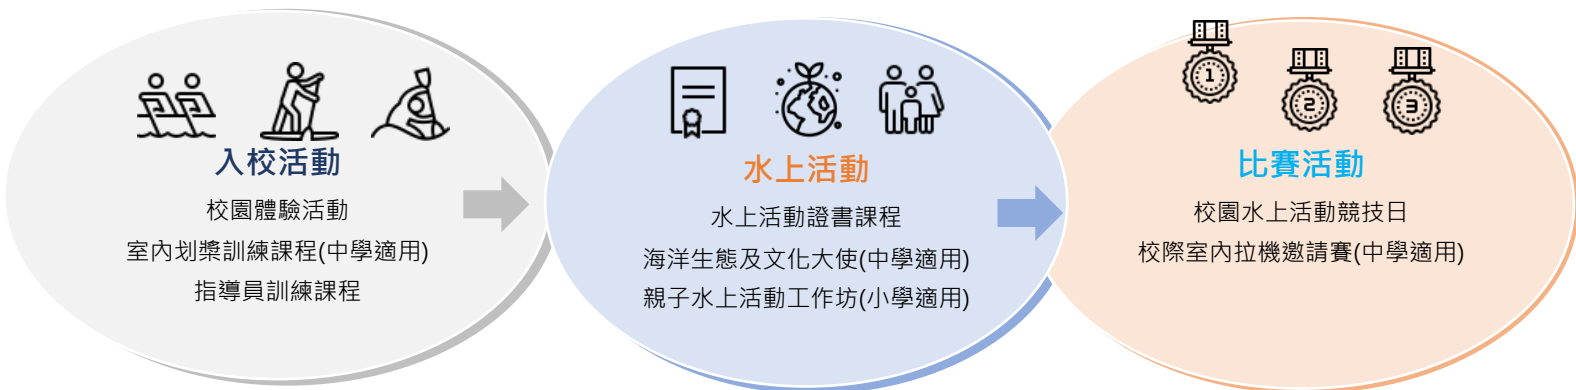 入校活動
校園體驗活動
室內划槳訓練課程(中學適用)
指導員訓練課程
水上活動
水上活動證書課程
海洋生態及文化大使(中學適用)
親子水上活動工作坊(小學適用)
1
2
3
比賽活動
校園水上活動競技日
校際室內拉機邀請賽(中學適用)